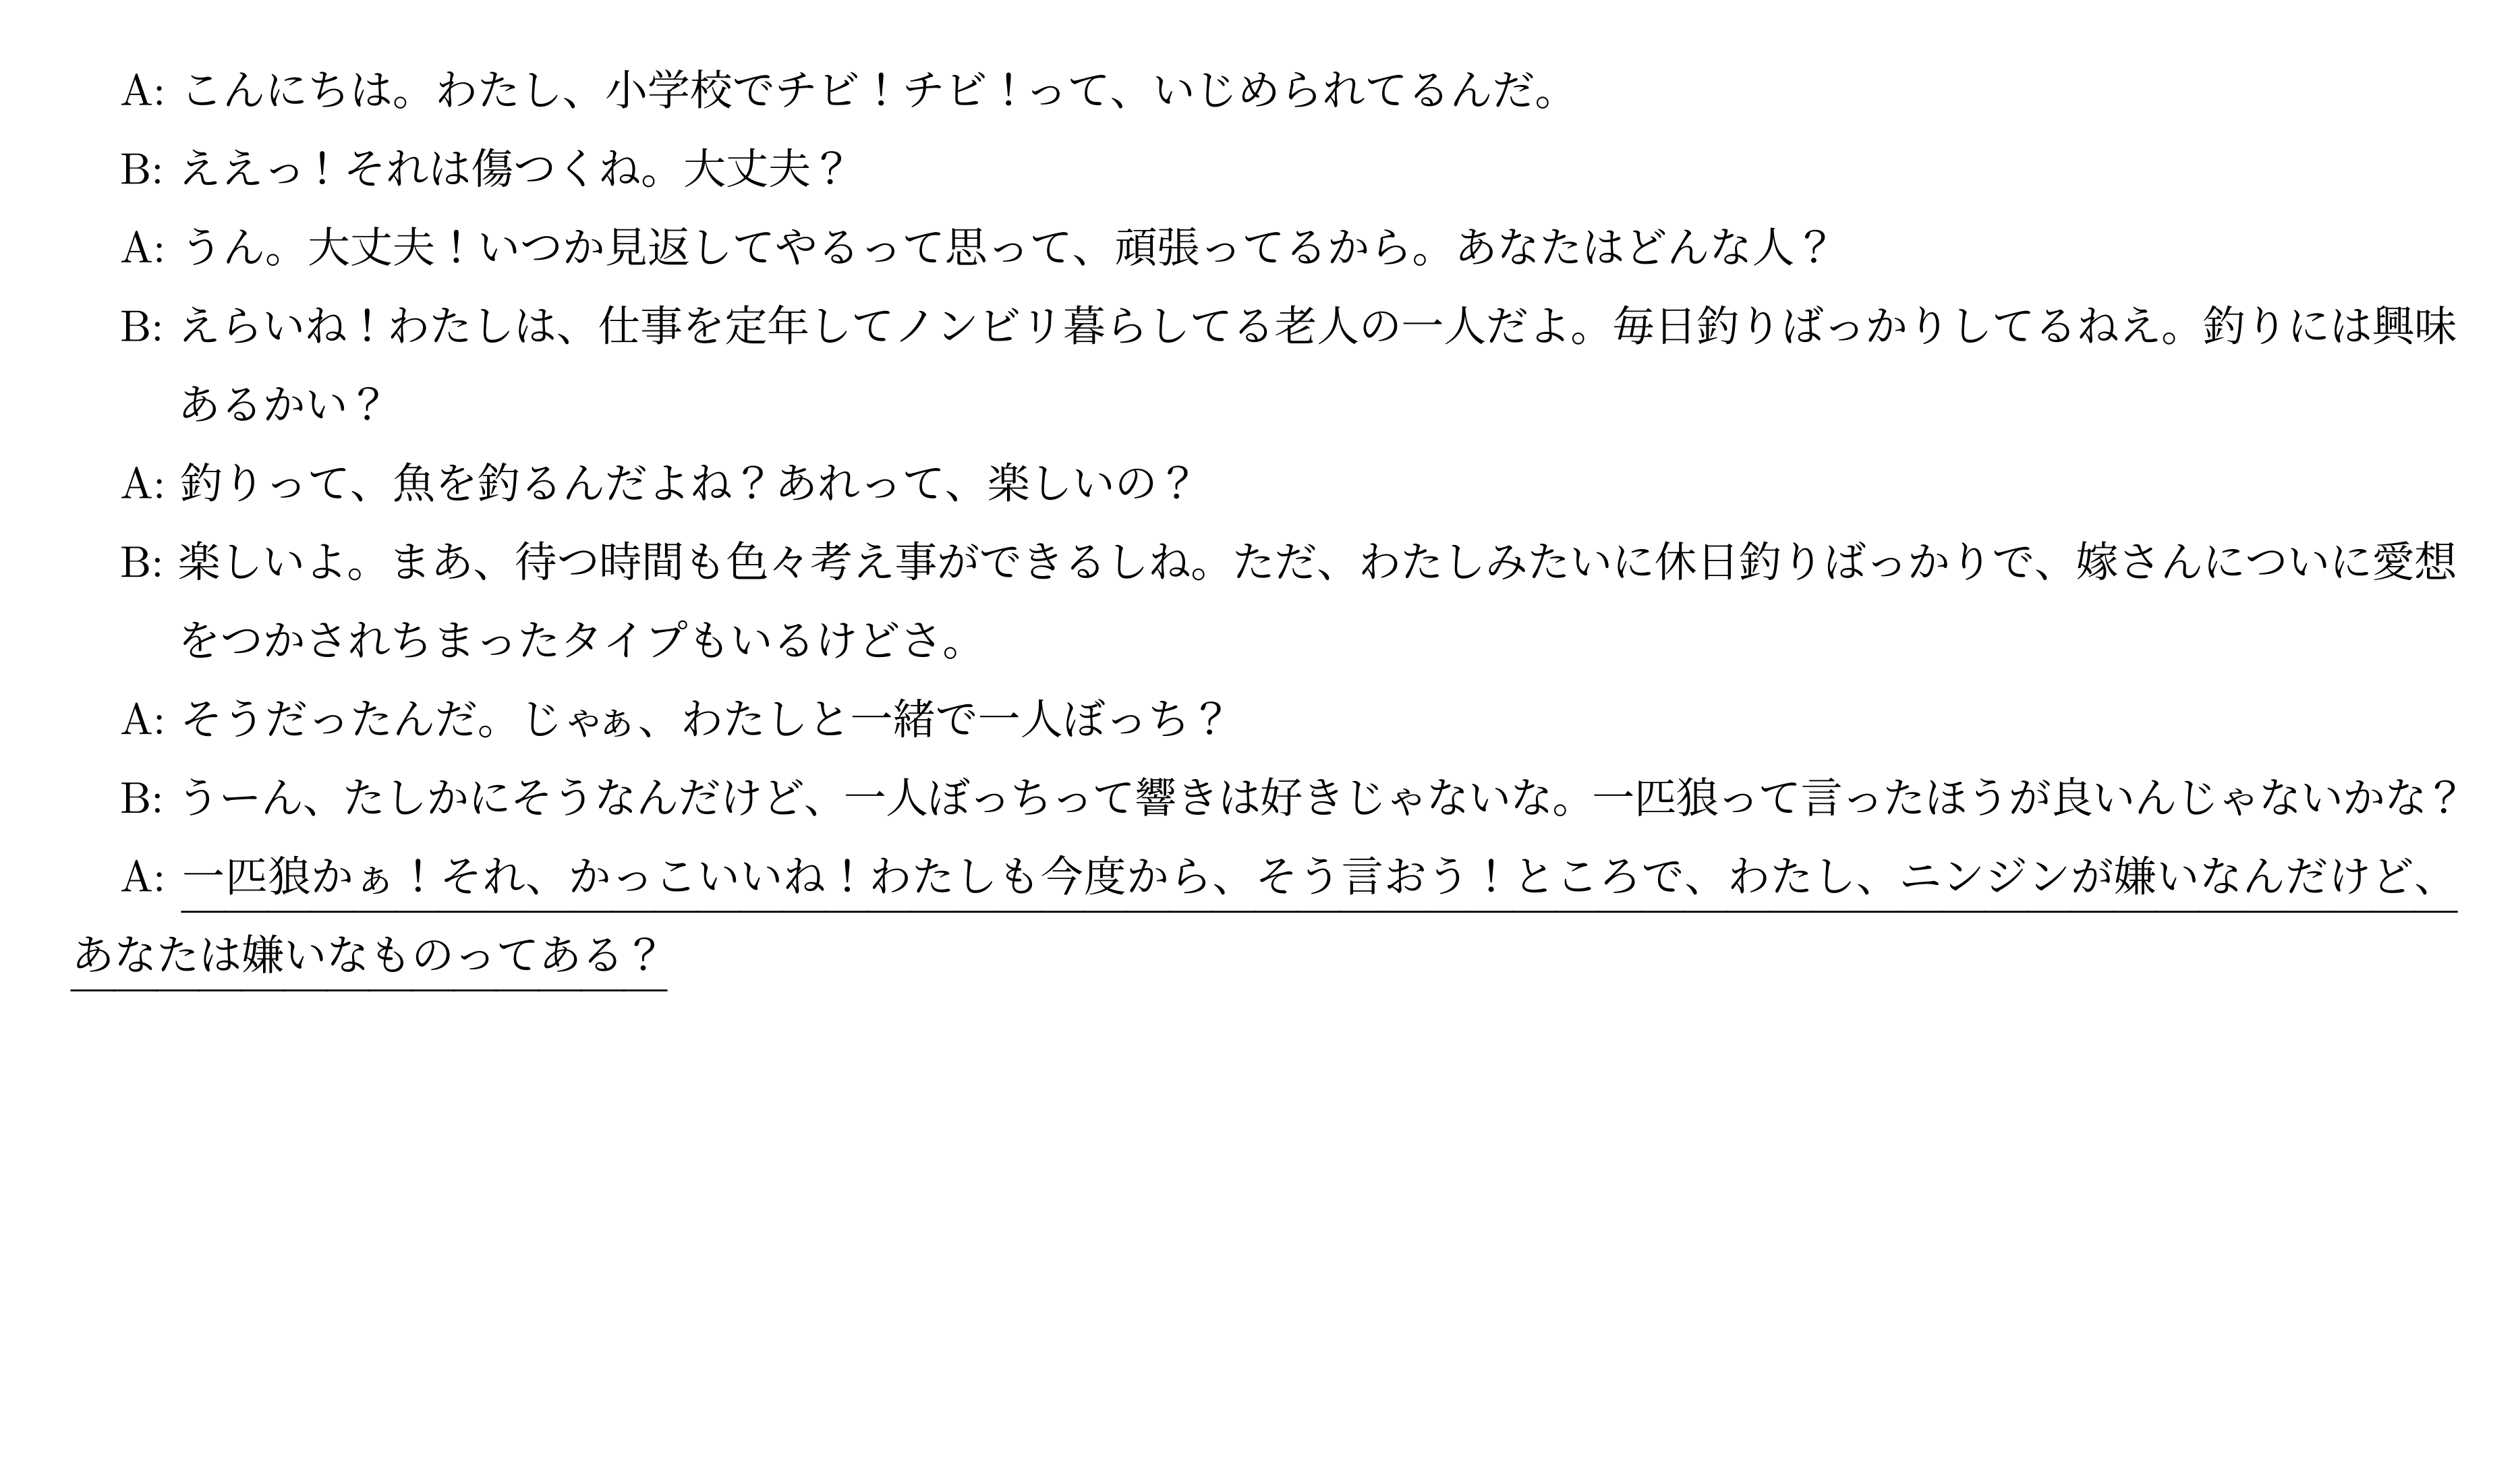 A: こんにちは。わたし、小学校でチビ！チビ！って、いじめられてるんだ。
B: ええっ！それは傷つくね。大丈夫？
A: うん。大丈夫！いつか見返してやるって思って、頑張ってるから。あなたはどんな人？
B: えらいね！わたしは、仕事を定年してノンビリ暮らしてる老人の一人だよ。毎日釣りばっかりしてるねえ。釣りには興味
あるかい？
A: 釣りって、魚を釣るんだよね？あれって、楽しいの？
B: 楽しいよ。まあ、待つ時間も色々考え事ができるしね。ただ、わたしみたいに休日釣りばっかりで、嫁さんについに愛想
をつかされちまったタイプもいるけどさ。
A: そうだったんだ。じゃぁ、わたしと一緒で一人ぼっち？
B: うーん、たしかにそうなんだけど、一人ぼっちって響きは好きじゃないな。一匹狼って言ったほうが良いんじゃないかな？
A: 一匹狼かぁ！それ、かっこいいね！わたしも今度から、そう言おう！ところで、わたし、ニンジンが嫌いなんだけど、
あなたは嫌いなものってある？